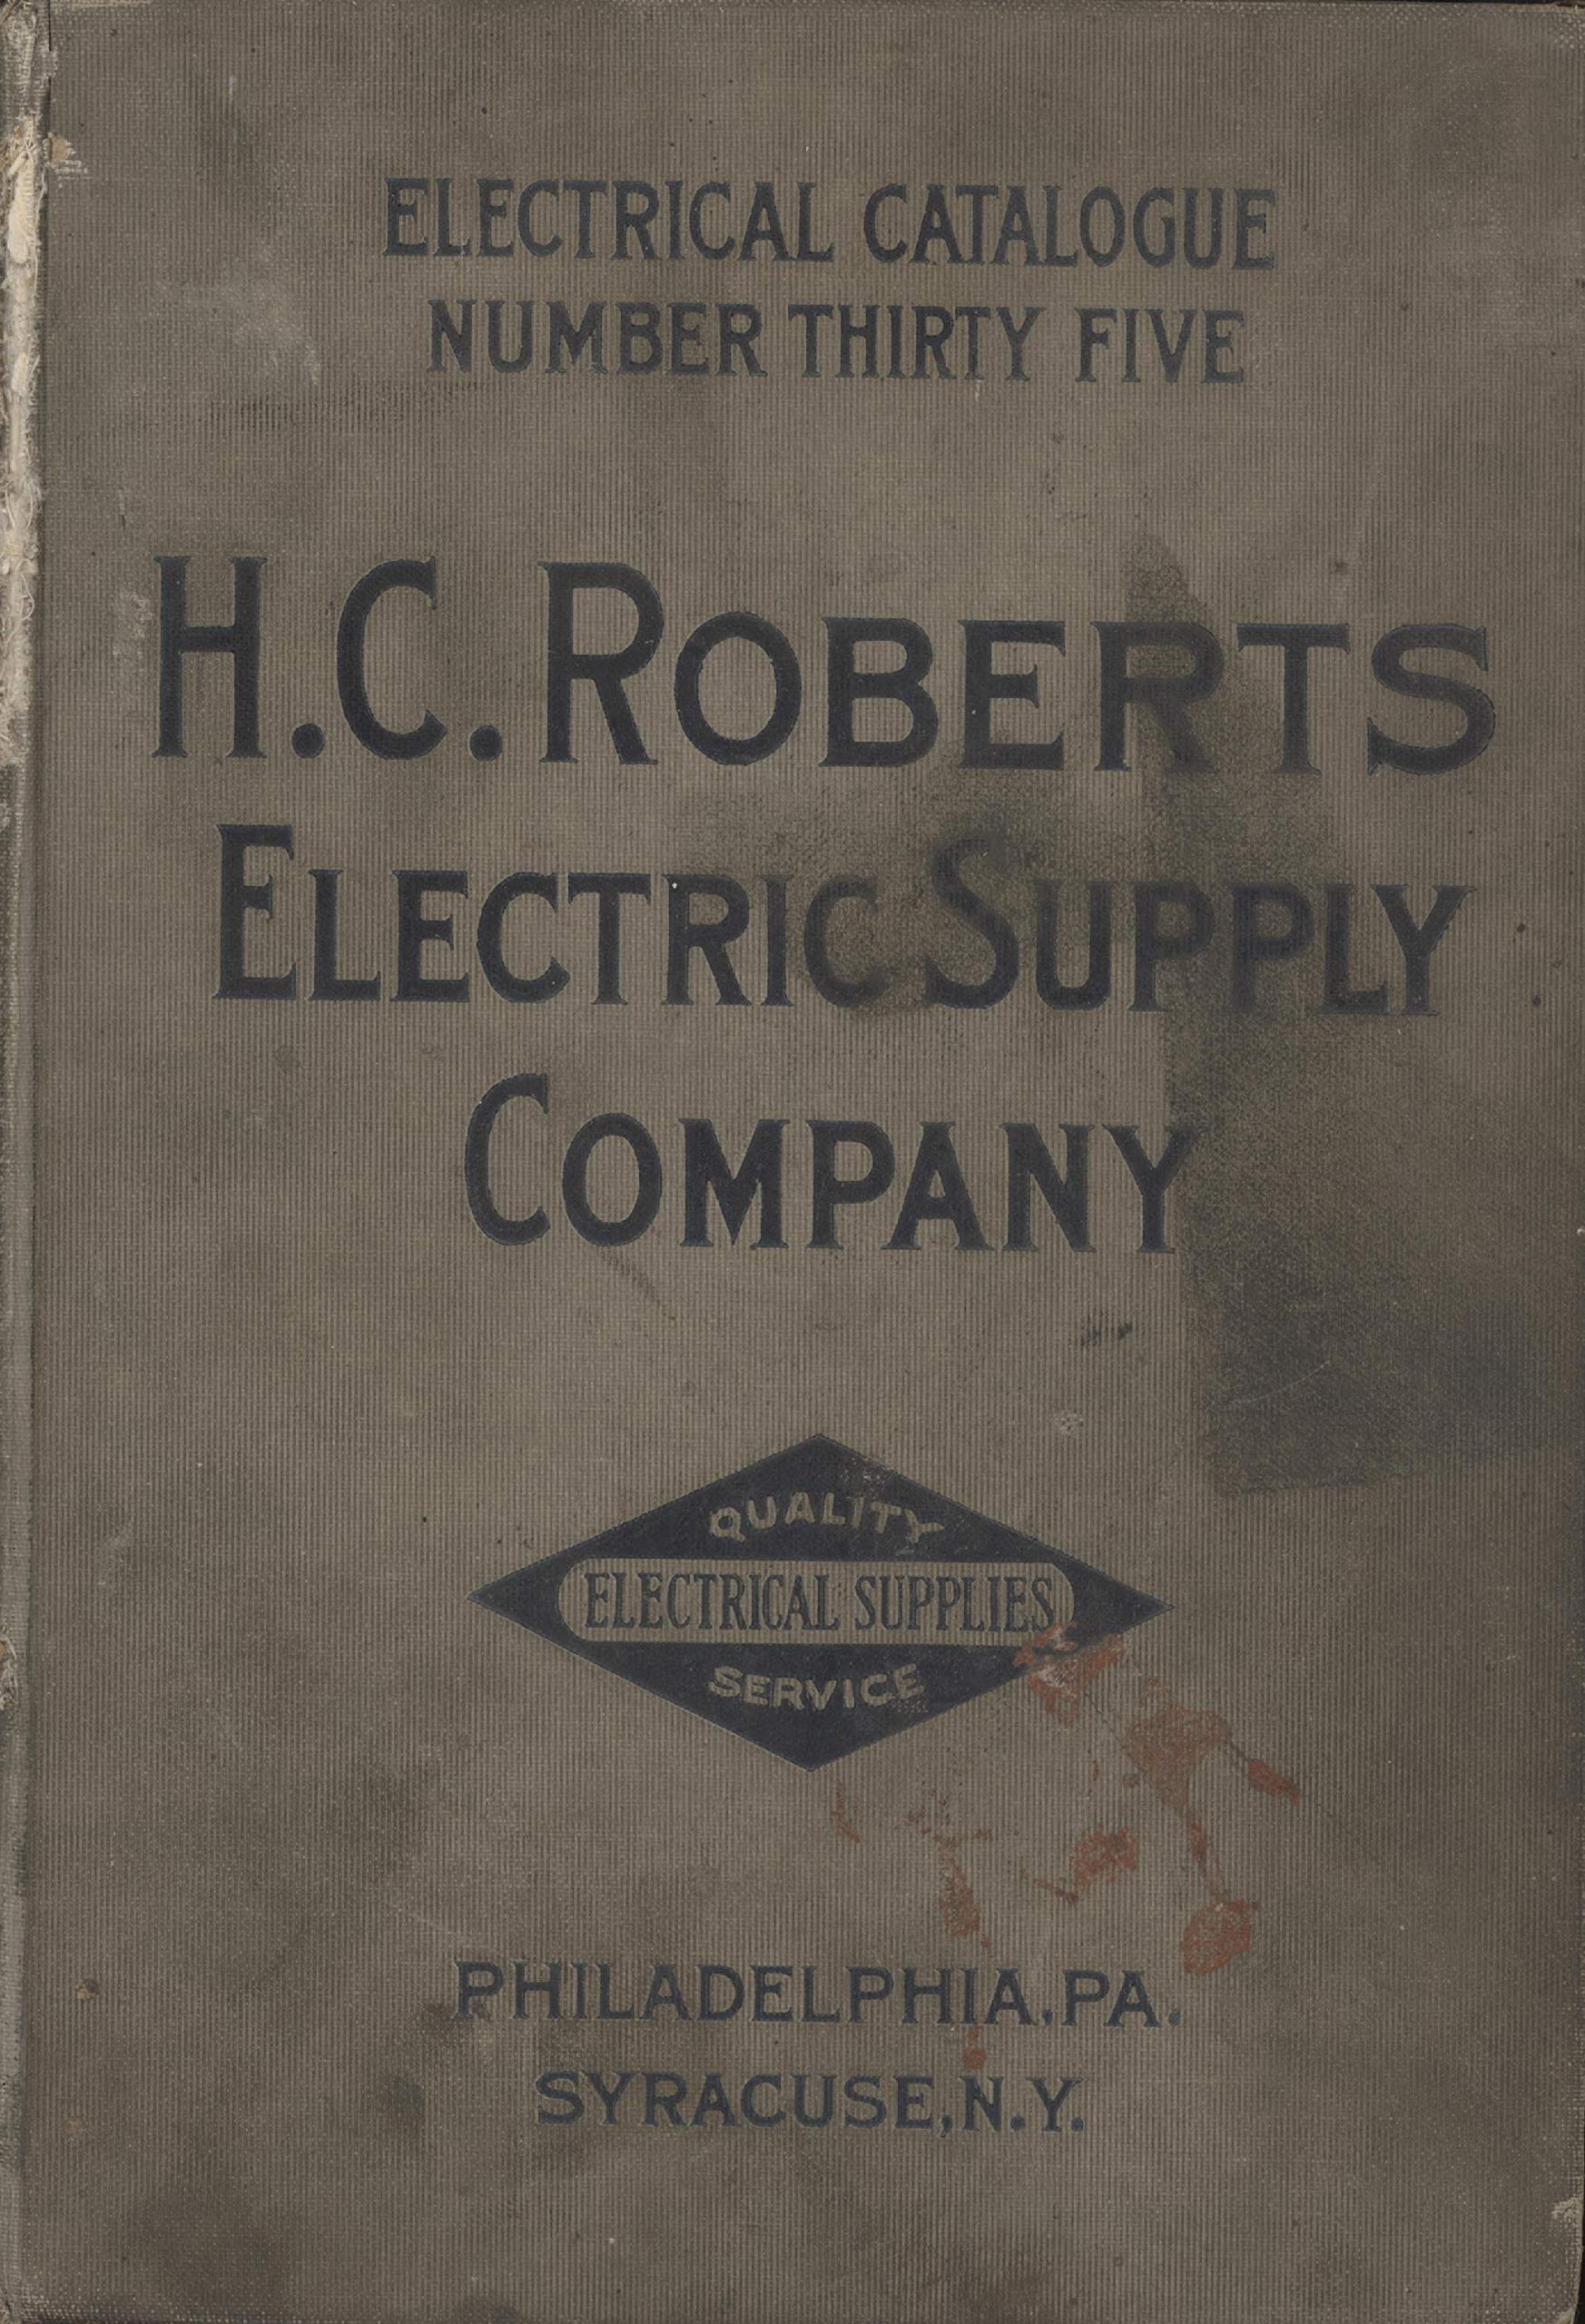 ELECTRICAL CATALOGUE
NUMBER THIRTY FIVE
H.C. ROBERTS
ELECTRIC SUPPLY
COMPANY
QUALITY
ELECTRICAL SUPPLIES
SERVICE
PHILADELPHIA, PA.
SYRACUSE, N.Y.